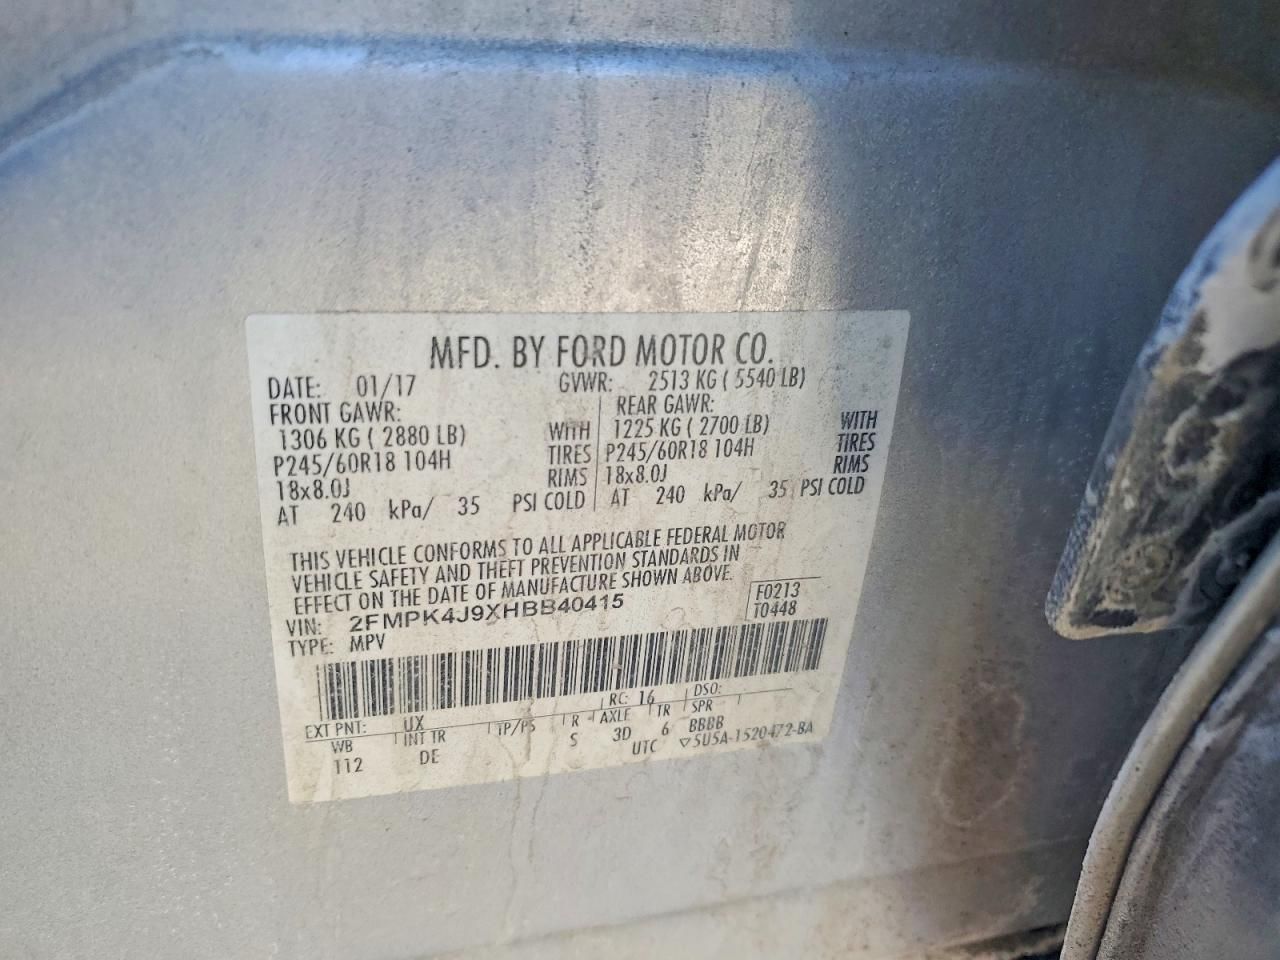 MFD. BY FORD MOTOR CO.
DATE: 01/17 GVWR: 2513 KG ( 5540 LB)
FRONT GAWR: REAR GAWR:
1306 KG ( 2880 LB) WITH 1225 KG ( 2700 LB) WITH
P245/60R18 104H TIRES P245/60R18 104H TIRES
18x8.0J RIMS 18x8.0J RIMS
AT 240 kPa/ 35 PSI COLD AT 240 kPa/ 35 PSI COLD
THIS VEHICLE CONFORMS TO ALL APPLICABLE FEDERAL MOTOR
VEHICLE SAFETY AND THEFT PREVENTION STANDARDS IN
EFFECT ON THE DATE OF MANUFACTURE SHOWN ABOVE.
F0213
VIN: 2FMPK4J9XHBB40415 T0448
TYPE: MPV
EXT PNT: UX RC: 16 DSO:
WB INT TR TP/PS R AXLE TR SPR
112 DE S 3D 6 BBBB
UTC ▽5U5A-1520472-BA